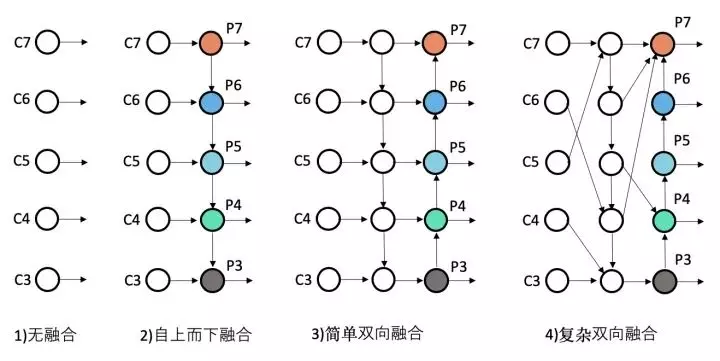 C7 C7 P7 C7 P7 C7 P7
C6 C6 P6 C6 P6 C6 P6
C5 C5 P5 C5 P5 C5 P5
C4 C4 P4 C4 P4 C4 P4
C3 C3 P3 C3 P3 C3 P3
1)无融合 2)自上而下融合 3)简单双向融合 4)复杂双向融合